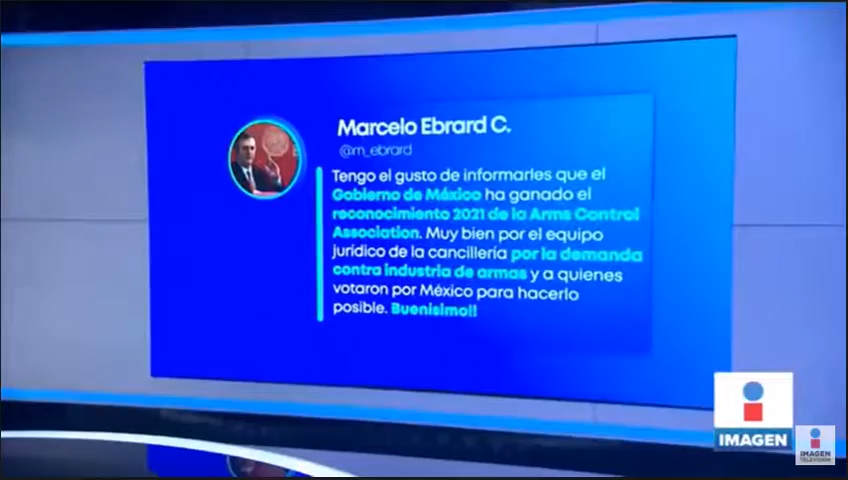 Marcelo Ebrard C.
@m_ebrard
Tengo el gusto de informarles que el
Gobierno de México ha ganado el
reconocimiento 2021 de la Arms Control
Association. Muy bien por el equipo
jurídico de la cancillería por la demanda
contra industria de armas y a quienes
votaron por México para hacerlo
posible. Buenísimo!!
IMAGEN
IMAGEN
TELEVISIÓN